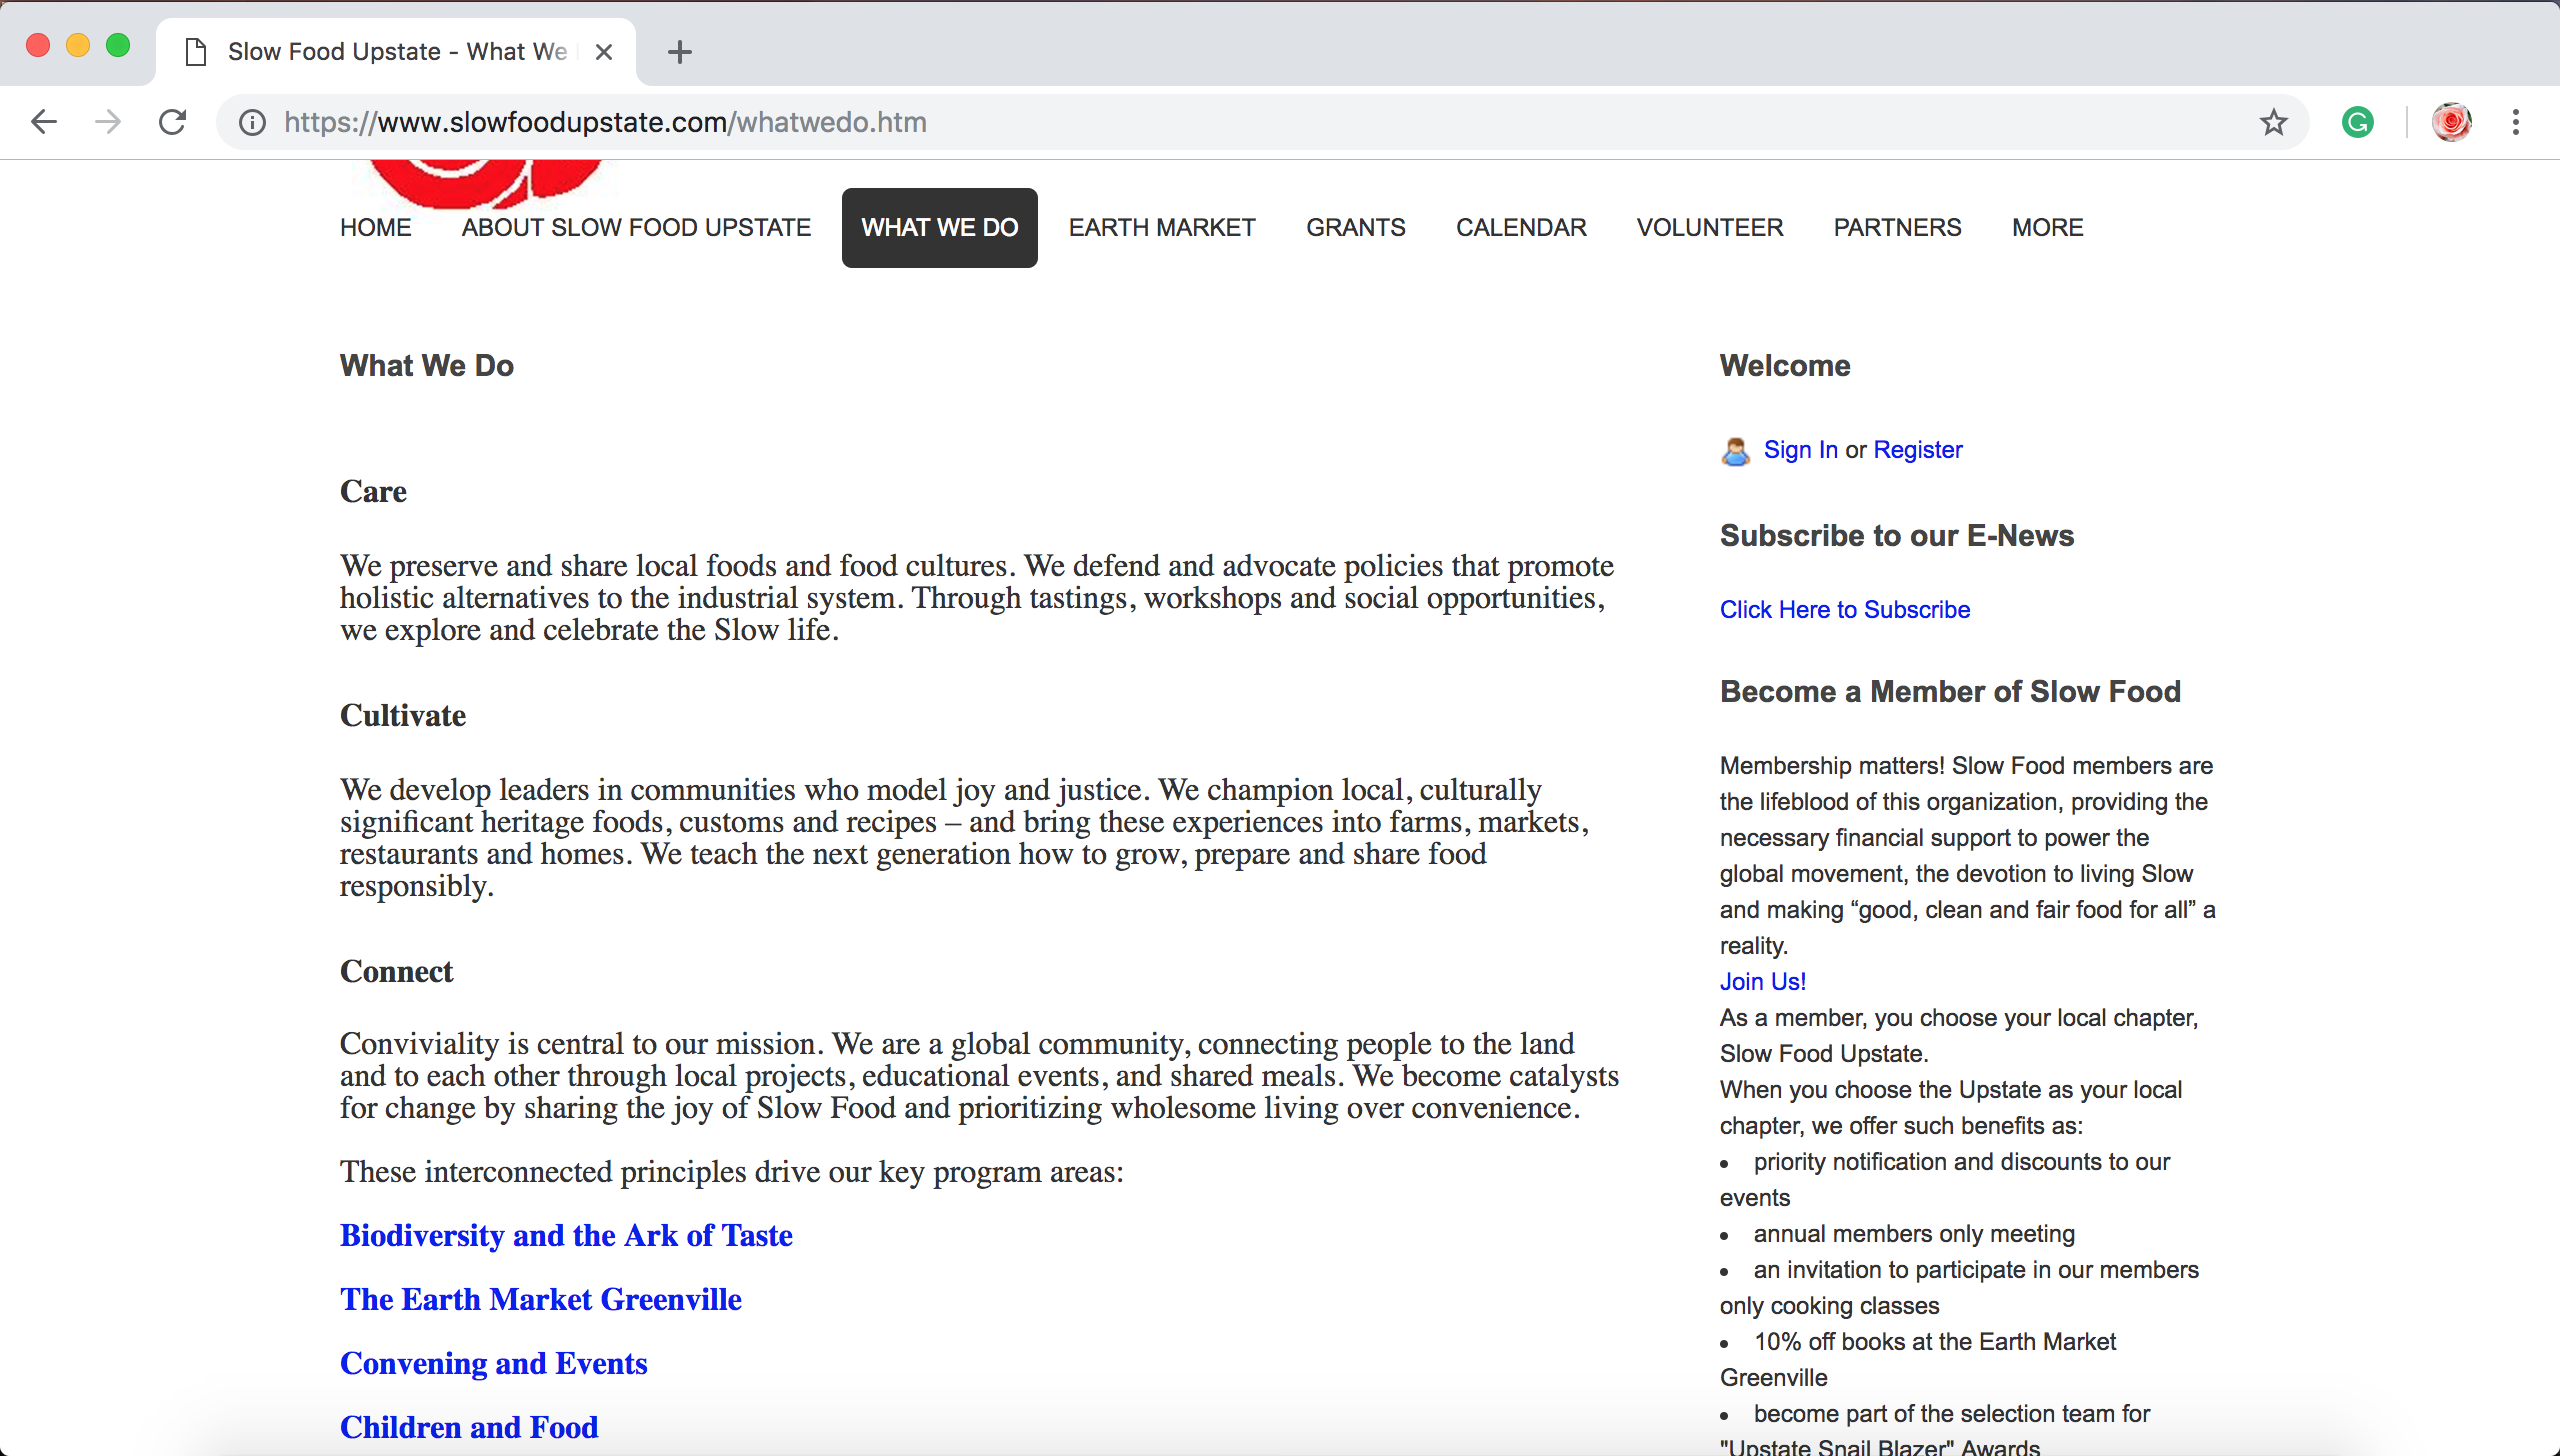 Slow Food Upstate - What We
https://www.slowfoodupstate.com/whatwedo.htm
HOME ABOUT SLOW FOOD UPSTATE WHAT WE DO EARTH MARKET GRANTS CALENDAR VOLUNTEER PARTNERS MORE
What We Do
Care
We preserve and share local foods and food cultures. We defend and advocate policies that promote
holistic alternatives to the industrial system. Through tastings, workshops and social opportunities,
we explore and celebrate the Slow life.
Cultivate
We develop leaders in communities who model joy and justice. We champion local, culturally
significant heritage foods, customs and recipes – and bring these experiences into farms, markets,
restaurants and homes. We teach the next generation how to grow, prepare and share food
responsibly.
Connect
Conviviality is central to our mission. We are a global community, connecting people to the land
and to each other through local projects, educational events, and shared meals. We become catalysts
for change by sharing the joy of Slow Food and prioritizing wholesome living over convenience.
These interconnected principles drive our key program areas:
Biodiversity and the Ark of Taste
The Earth Market Greenville
Convening and Events
Children and Food
Welcome
Sign In or Register
Subscribe to our E-News
Click Here to Subscribe
Become a Member of Slow Food
Membership matters! Slow Food members are
the lifeblood of this organization, providing the
necessary financial support to power the
global movement, the devotion to living Slow
and making “good, clean and fair food for all” a
reality.
Join Us!
As a member, you choose your local chapter,
Slow Food Upstate.
When you choose the Upstate as your local
chapter, we offer such benefits as:
• priority notification and discounts to our
events
• annual members only meeting
• an invitation to participate in our members
only cooking classes
• 10% off books at the Earth Market
Greenville
• become part of the selection team for
"Upstate Snail Blazer" Awards